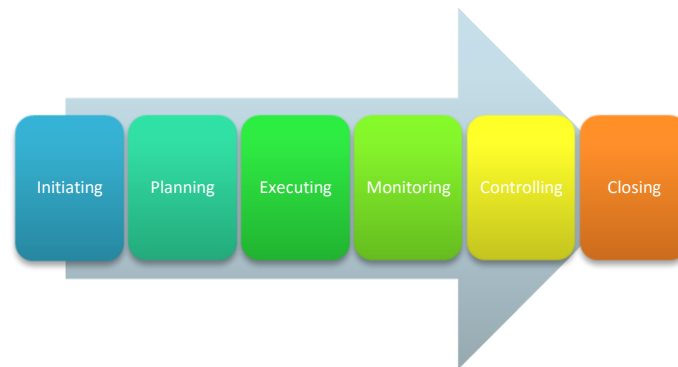 Initiating
Planning
Executing
Monitoring
Controlling
Closing